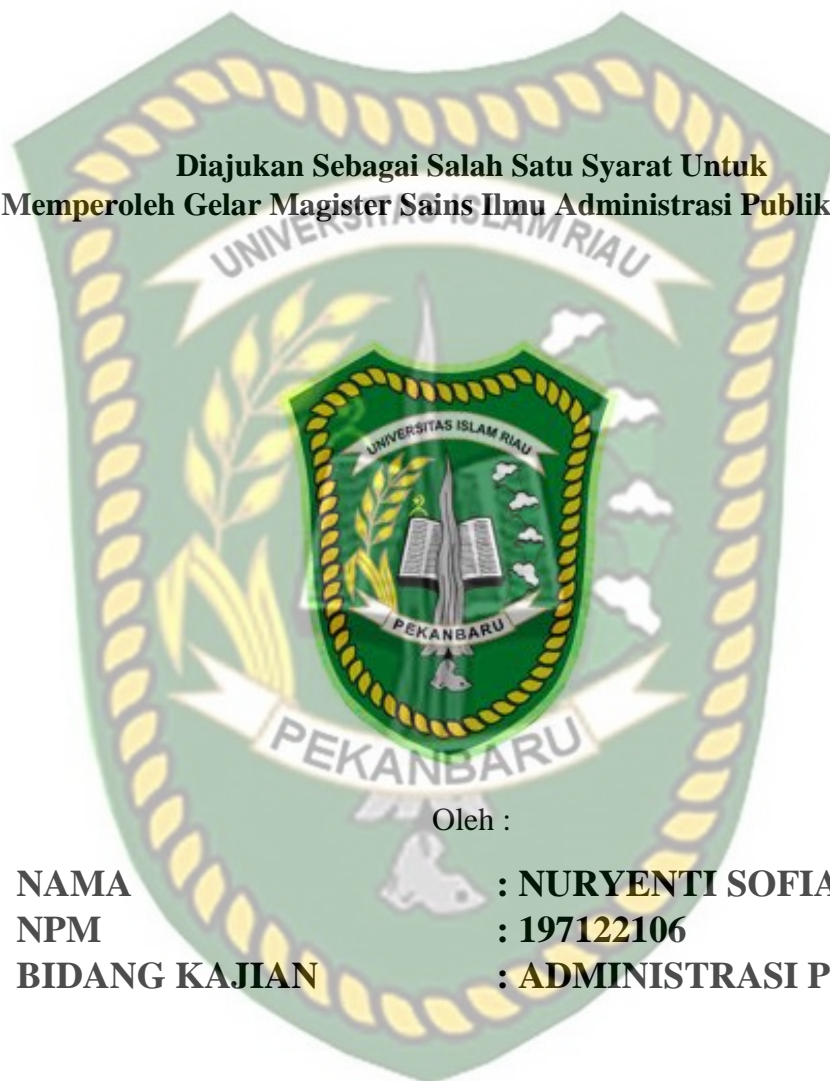 Diajukan Sebagai Salah Satu Syarat Untuk
Memperoleh Gelar Magister Sains Ilmu Administrasi Publik
UNIVERSITAS ISLAM RIAU
UNIVERSITAS ISLAM RIAU
PEKANBARU
PEKANBARU
Oleh :
NAMA : NURYENTI SOFIA
NPM : 197122106
BIDANG KAJIAN : ADMINISTRASI P